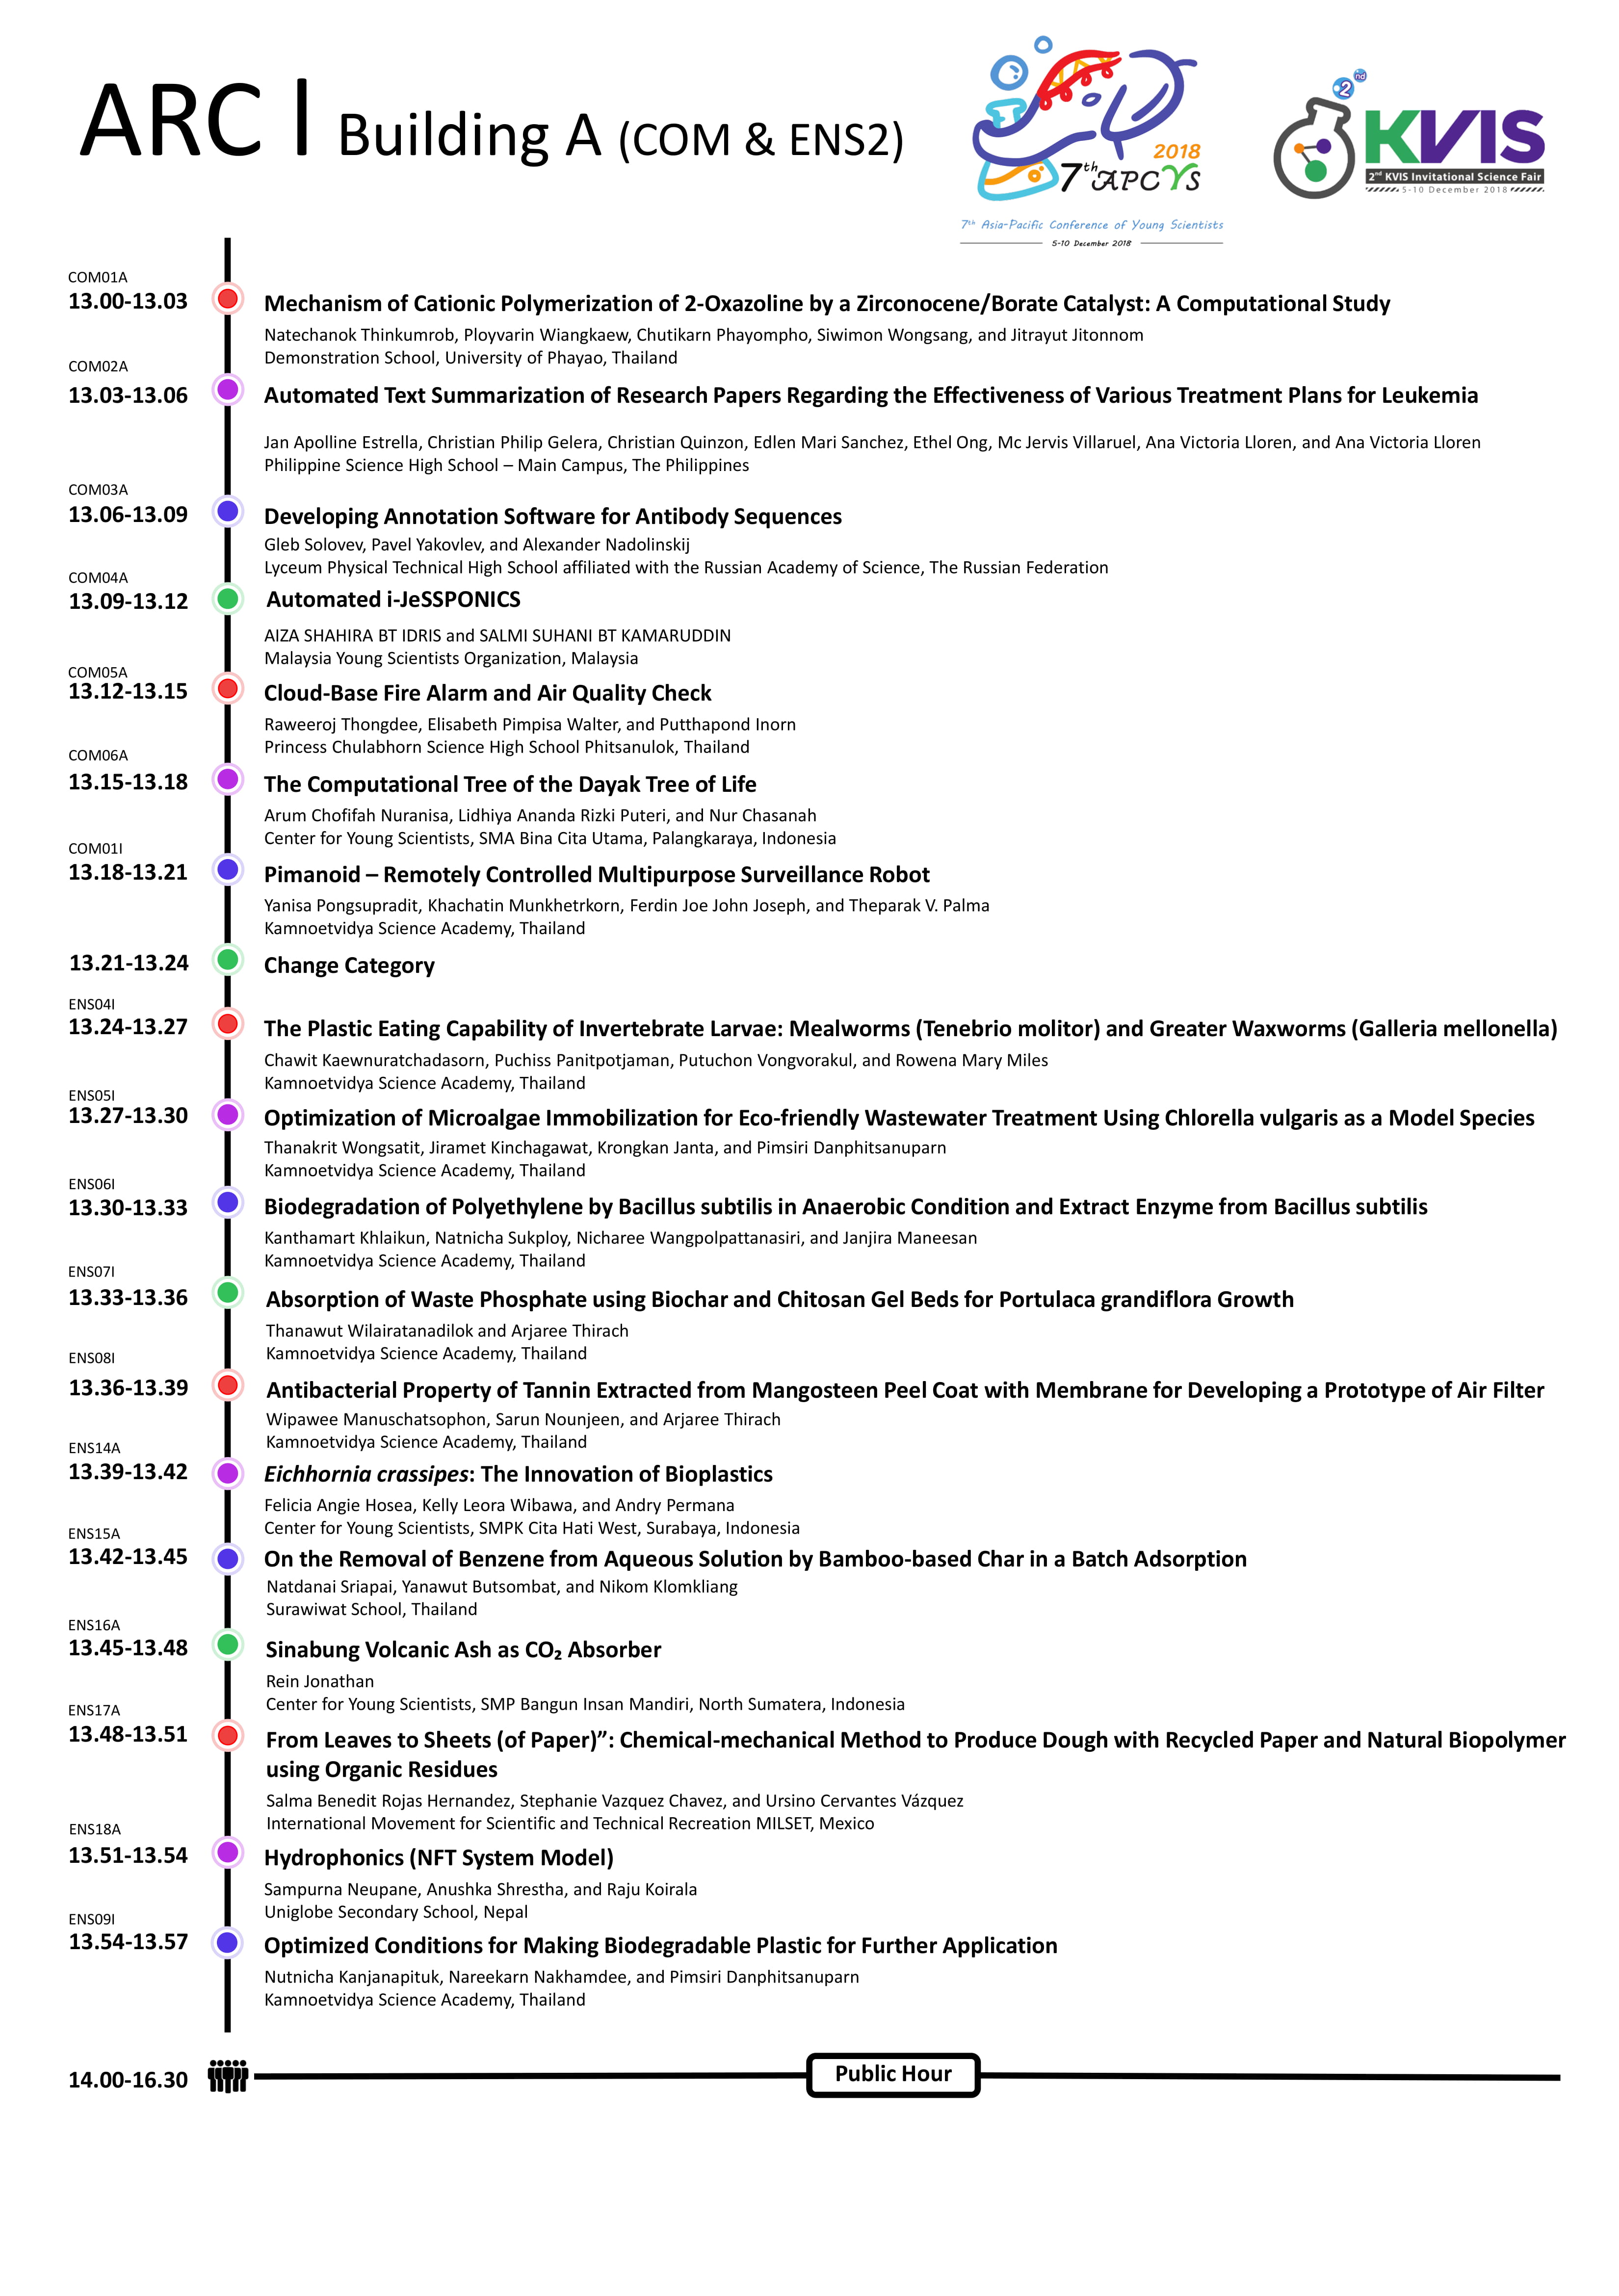 ARC | Building A (COM & ENS2)
2018
7th APCYS
7th Asia-Pacific Conference of Young Scientists
5-10 December 2018
2nd
KVIS
2nd KVIS Invitational Science Fair
5-10 December 2018
COM01A
13.00-13.03
Mechanism of Cationic Polymerization of 2-Oxazoline by a Zirconocene/Borate Catalyst: A Computational Study
Natechanok Thinkumrob, Ployvarin Wiangkaew, Chutikarn Phayompho, Siwimon Wongsang, and Jitrayut Jitonnom
Demonstration School, University of Phayao, Thailand
COM02A
13.03-13.06
Automated Text Summarization of Research Papers Regarding the Effectiveness of Various Treatment Plans for Leukemia
Jan Apolline Estrella, Christian Philip Gelera, Christian Quinzon, Edlen Mari Sanchez, Ethel Ong, Mc Jervis Villaruel, Ana Victoria Lloren, and Ana Victoria Lloren
Philippine Science High School – Main Campus, The Philippines
COM03A
13.06-13.09
Developing Annotation Software for Antibody Sequences
Gleb Solovev, Pavel Yakovlev, and Alexander Nadolinskij
Lyceum Physical Technical High School affiliated with the Russian Academy of Science, The Russian Federation
COM04A
13.09-13.12
Automated i-JeSSPONICS
AIZA SHAHIRA BT IDRIS and SALMI SUHANI BT KAMARUDDIN
Malaysia Young Scientists Organization, Malaysia
COM05A
13.12-13.15
Cloud-Base Fire Alarm and Air Quality Check
Raweeroj Thongdee, Elisabeth Pimpisa Walter, and Putthapond Inorn
Princess Chulabhorn Science High School Phitsanulok, Thailand
COM06A
13.15-13.18
The Computational Tree of the Dayak Tree of Life
Arum Chofifah Nuranisa, Lidhiya Ananda Rizki Puteri, and Nur Chasanah
Center for Young Scientists, SMA Bina Cita Utama, Palangkaraya, Indonesia
COM01I
13.18-13.21
Pimanoid – Remotely Controlled Multipurpose Surveillance Robot
Yanisa Pongsupradit, Khachatin Munkhetrkorn, Ferdin Joe John Joseph, and Theparak V. Palma
Kamnoetvidya Science Academy, Thailand
13.21-13.24
Change Category
ENS04I
13.24-13.27
The Plastic Eating Capability of Invertebrate Larvae: Mealworms (Tenebrio molitor) and Greater Waxworms (Galleria mellonella)
Chawit Kaewnuratchadasorn, Puchiss Panitpotjaman, Putuchon Vongvorakul, and Rowena Mary Miles
Kamnoetvidya Science Academy, Thailand
ENS05I
13.27-13.30
Optimization of Microalgae Immobilization for Eco-friendly Wastewater Treatment Using Chlorella vulgaris as a Model Species
Thanakrit Wongsatit, Jiramet Kinchagawat, Krongkan Janta, and Pimsiri Danphitsanuparn
Kamnoetvidya Science Academy, Thailand
ENS06I
13.30-13.33
Biodegradation of Polyethylene by Bacillus subtilis in Anaerobic Condition and Extract Enzyme from Bacillus subtilis
Kanthamart Khlaikun, Natnicha Sukploy, Nicharee Wangpolpattanasiri, and Janjira Maneesan
Kamnoetvidya Science Academy, Thailand
ENS07I
13.33-13.36
Absorption of Waste Phosphate using Biochar and Chitosan Gel Beds for Portulaca grandiflora Growth
Thanawut Wilairatanadilok and Arjaree Thirach
Kamnoetvidya Science Academy, Thailand
ENS08I
13.36-13.39
Antibacterial Property of Tannin Extracted from Mangosteen Peel Coat with Membrane for Developing a Prototype of Air Filter
Wipawee Manuschatsophon, Sarun Nounjeen, and Arjaree Thirach
Kamnoetvidya Science Academy, Thailand
ENS14A
13.39-13.42
Eichhornia crassipes: The Innovation of Bioplastics
Felicia Angie Hosea, Kelly Leora Wibawa, and Andry Permana
Center for Young Scientists, SMPK Cita Hati West, Surabaya, Indonesia
ENS15A
13.42-13.45
On the Removal of Benzene from Aqueous Solution by Bamboo-based Char in a Batch Adsorption
Natdanai Sriapai, Yanawut Butsombat, and Nikom Klomkliang
Surawiwat School, Thailand
ENS16A
13.45-13.48
Sinabung Volcanic Ash as CO₂ Absorber
Rein Jonathan
Center for Young Scientists, SMP Bangun Insan Mandiri, North Sumatera, Indonesia
ENS17A
13.48-13.51
From Leaves to Sheets (of Paper)”: Chemical-mechanical Method to Produce Dough with Recycled Paper and Natural Biopolymer
using Organic Residues
Salma Benedit Rojas Hernandez, Stephanie Vazquez Chavez, and Ursino Cervantes Vázquez
International Movement for Scientific and Technical Recreation MILSET, Mexico
ENS18A
13.51-13.54
Hydrophonics (NFT System Model)
Sampurna Neupane, Anushka Shrestha, and Raju Koirala
Uniglobe Secondary School, Nepal
ENS09I
13.54-13.57
Optimized Conditions for Making Biodegradable Plastic for Further Application
Nutnicha Kanjanapituk, Nareekarn Nakhamdee, and Pimsiri Danphitsanuparn
Kamnoetvidya Science Academy, Thailand
14.00-16.30
Public Hour